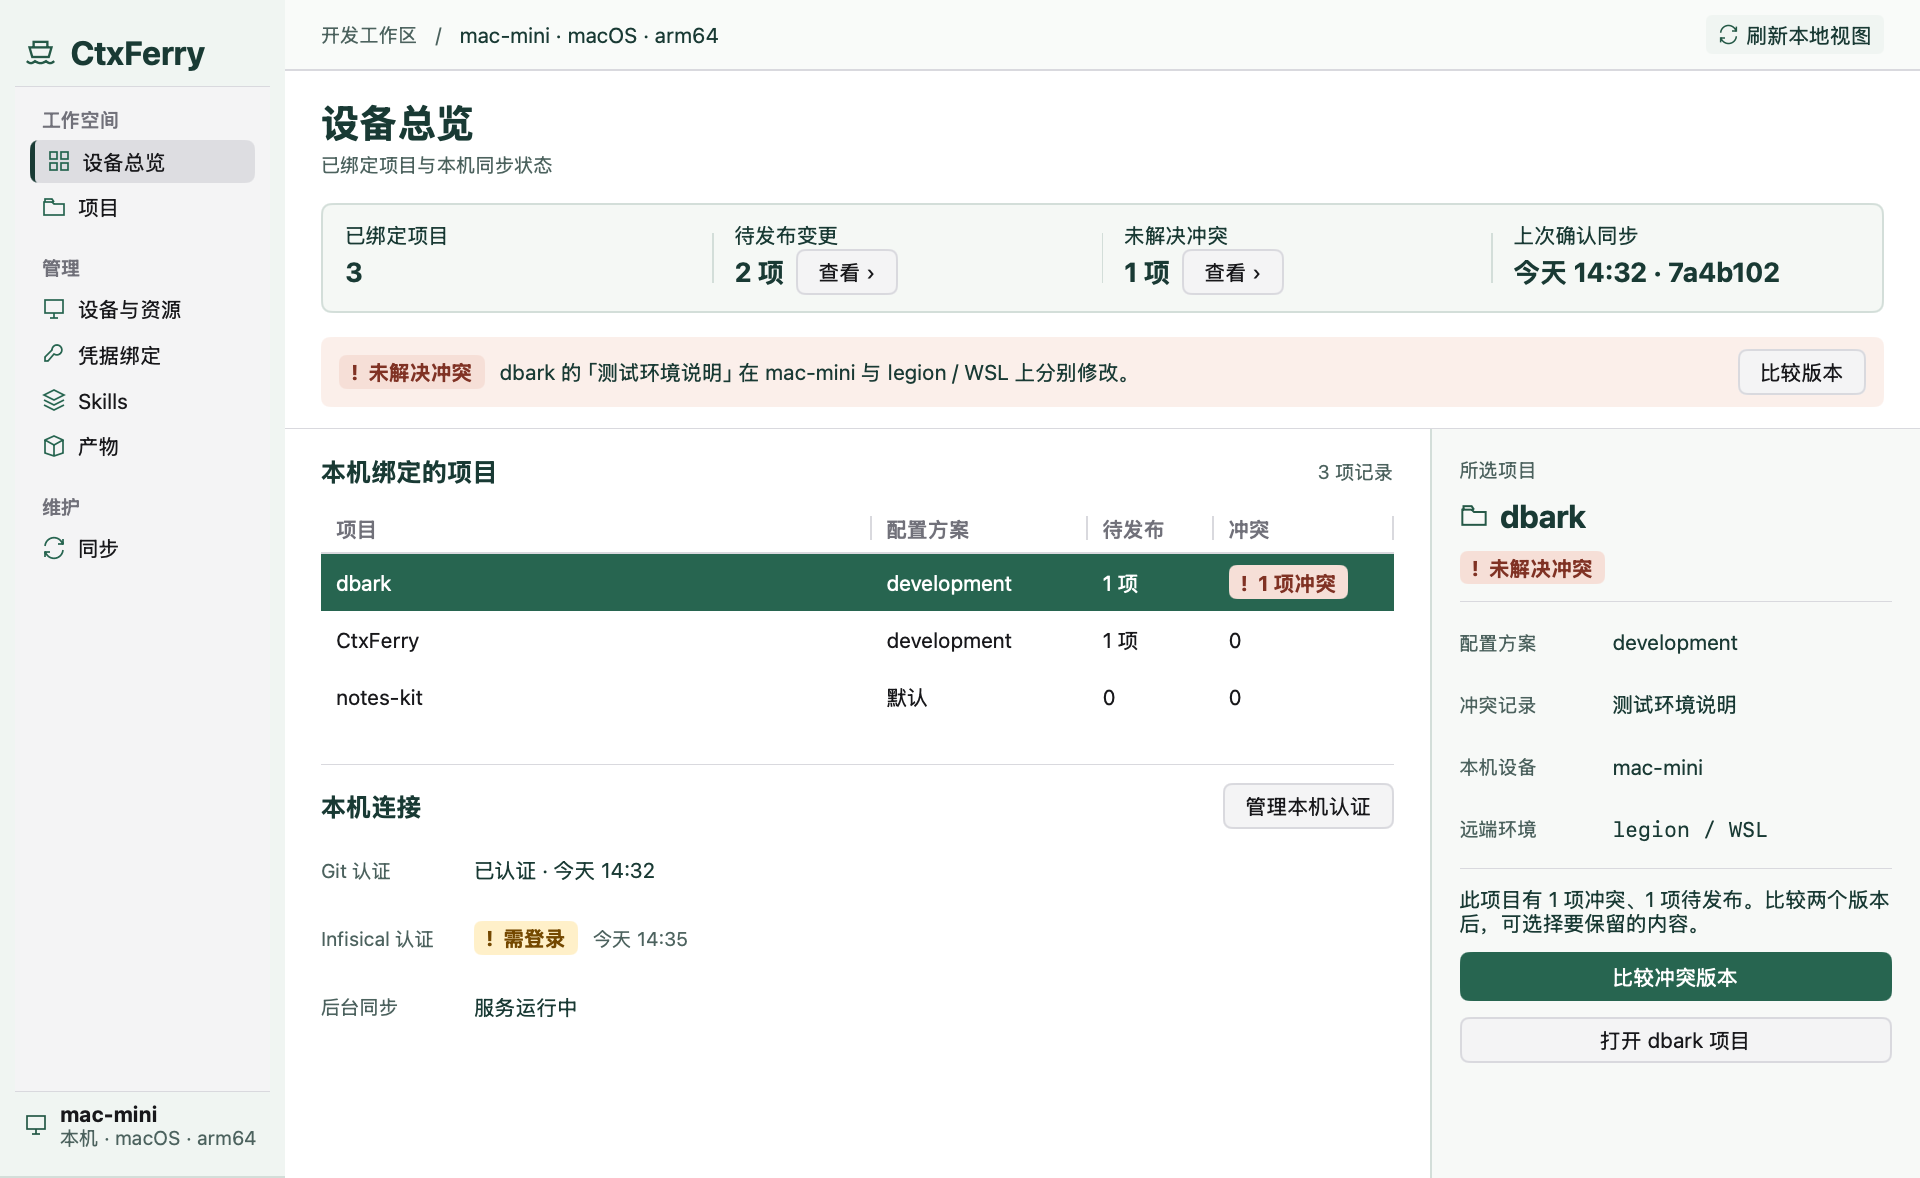 CtxFerry
工作空间
设备总览
项目
管理
设备与资源
凭据绑定
Skills
产物
维护
同步
mac-mini
本机 · macOS · arm64
开发工作区 / mac-mini · macOS · arm64
刷新本地视图
设备总览
已绑定项目与本机同步状态
已绑定项目
3
待发布变更
2 项 查看 ›
未解决冲突
1 项 查看 ›
上次确认同步
今天 14:32 · 7a4b102
! 未解决冲突 dbark 的「测试环境说明」在 mac-mini 与 legion / WSL 上分别修改。 比较版本
本机绑定的项目 3 项记录
项目 配置方案 待发布 冲突
dbark development 1 项 ! 1 项冲突
CtxFerry development 1 项 0
notes-kit 默认 0 0
本机连接 管理本机认证
Git 认证 已认证 · 今天 14:32
Infisical 认证 ! 需登录 今天 14:35
后台同步 服务运行中
所选项目
dbark
! 未解决冲突
配置方案 development
冲突记录 测试环境说明
本机设备 mac-mini
远端环境 legion / WSL
此项目有 1 项冲突、1 项待发布。比较两个版本
后，可选择要保留的内容。
比较冲突版本
打开 dbark 项目